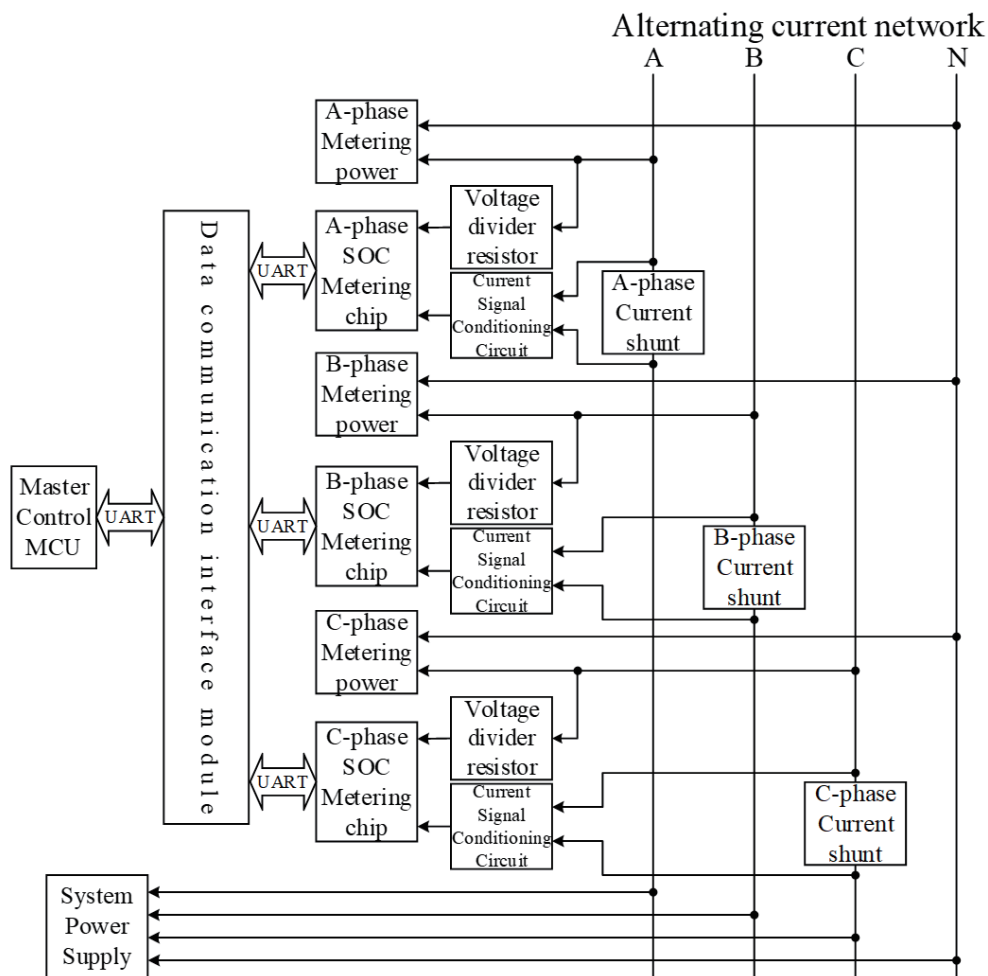 Alternating current network
A B C N
A-phase
Metering
power
Data communication interface module
UART
A-phase
SOC
Metering
chip
Voltage
divider
resistor
Current
Signal
Conditioning
Circuit
A-phase
Current
shunt
B-phase
Metering
power
Master
Control
MCU
UART
UART
B-phase
SOC
Metering
chip
Voltage
divider
resistor
Current
Signal
Conditioning
Circuit
B-phase
Current
shunt
C-phase
Metering
power
UART
C-phase
SOC
Metering
chip
Voltage
divider
resistor
Current
Signal
Conditioning
Circuit
C-phase
Current
shunt
System
Power
Supply